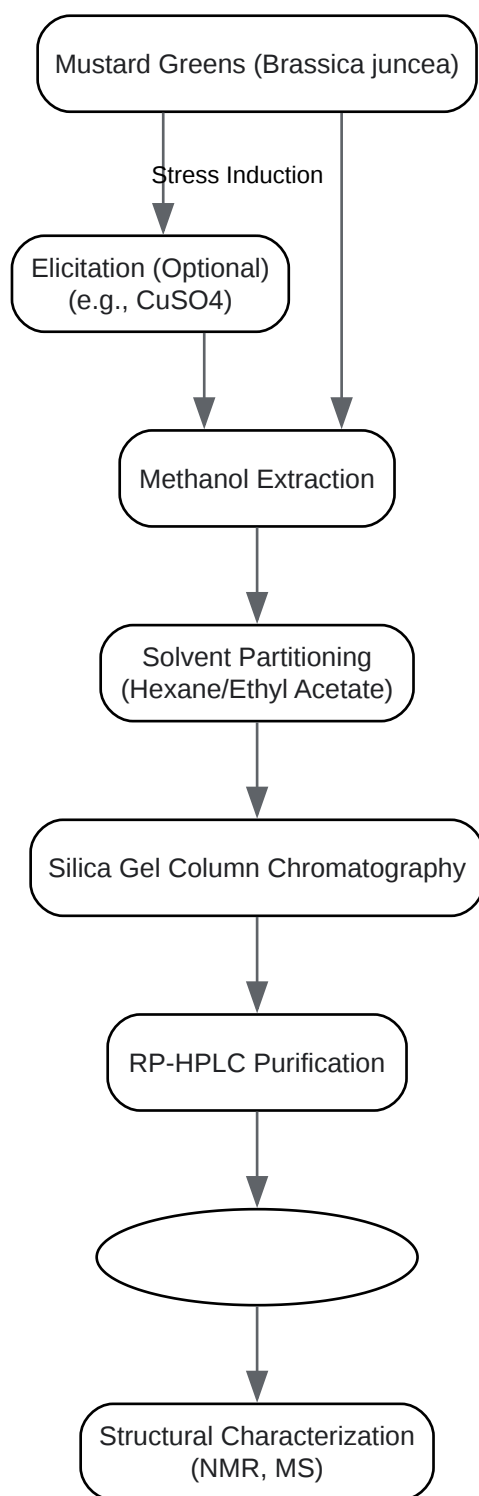 Mustard Greens (Brassica juncea)
Stress Induction
Elicitation (Optional)
(e.g., CuSO4)
Methanol Extraction
Solvent Partitioning
(Hexane/Ethyl Acetate)
Silica Gel Column Chromatography
RP-HPLC Purification
Structural Characterization
(NMR, MS)